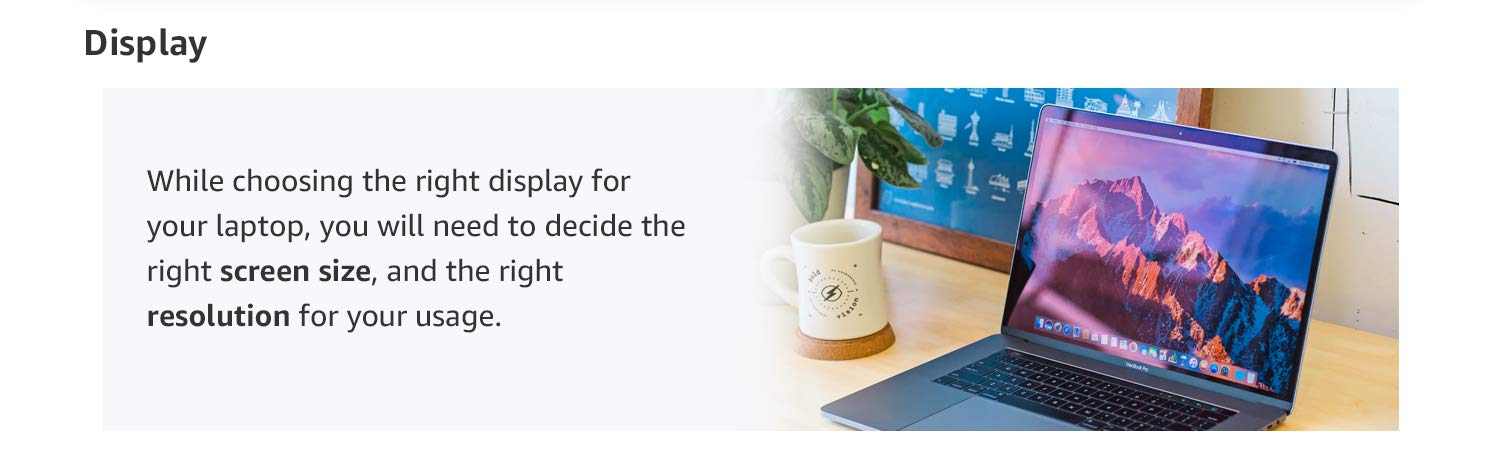 Display
While choosing the right display for
your laptop, you will need to decide the
right screen size, and the right
resolution for your usage.
solid
vision
MacBook Pro